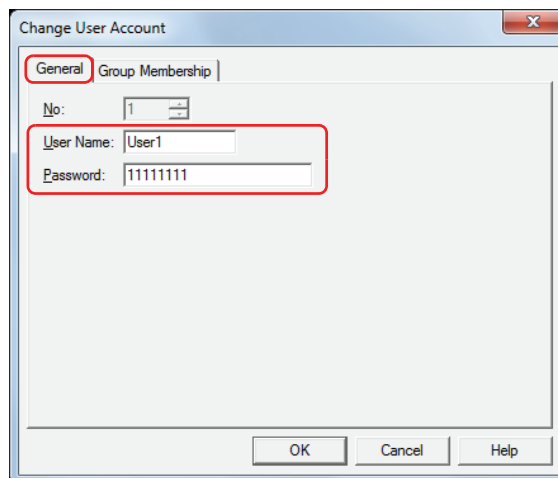 Change User Account
General Group Membership
No: 1
User Name: User1
Password: 11111111
OK Cancel Help